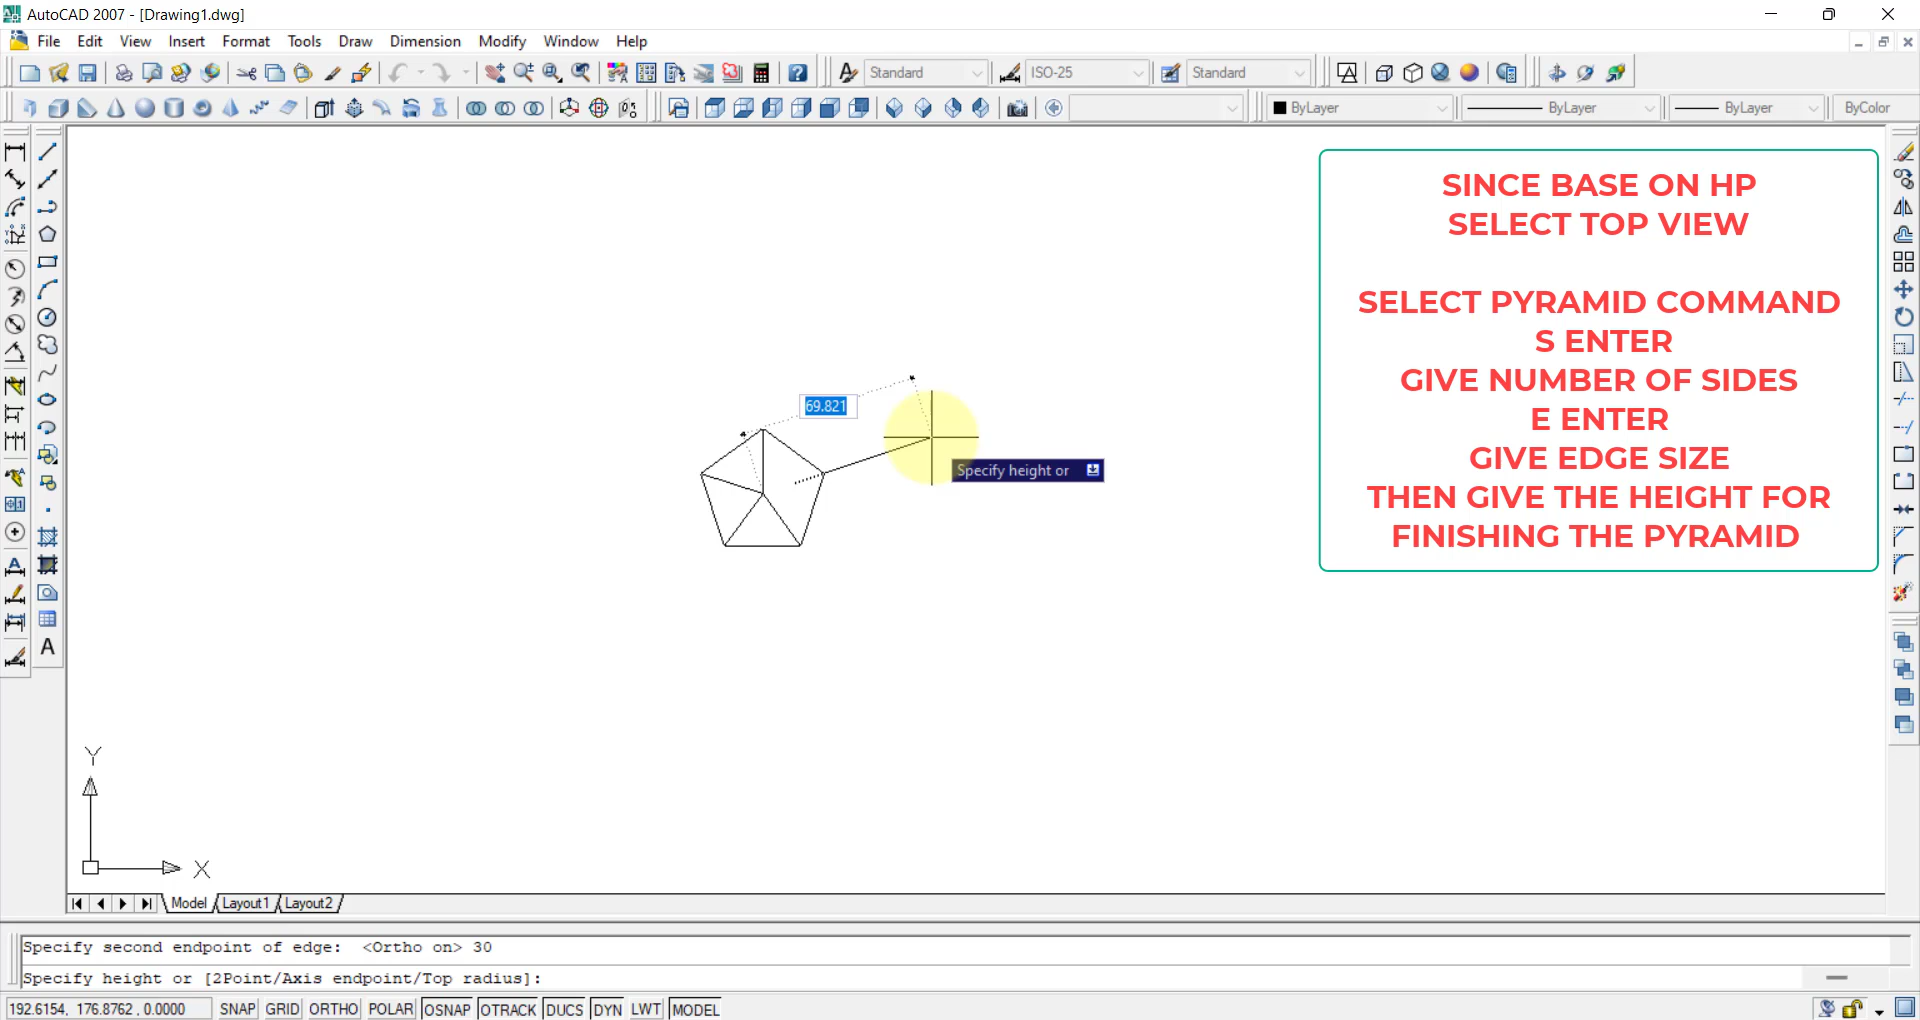 AutoCAD 2007 - [Drawing1.dwg]
File Edit View Insert Format Tools Draw Dimension Modify Window Help
Standard ISO-25 Standard
ByLayer ByLayer ByLayer ByColor
SINCE BASE ON HP
SELECT TOP VIEW
SELECT PYRAMID COMMAND
S ENTER
GIVE NUMBER OF SIDES
E ENTER
GIVE EDGE SIZE
THEN GIVE THE HEIGHT FOR
FINISHING THE PYRAMID
69.821
Specify height or
Y
X
A
Model Layout1 Layout2
Specify second endpoint of edge: <Ortho on> 30
Specify height or [2Point/Axis endpoint/Top radius]:
192.6154, 176.8762 , 0.0000 SNAP GRID ORTHO POLAR OSNAP OTRACK DUCS DYN LWT MODEL